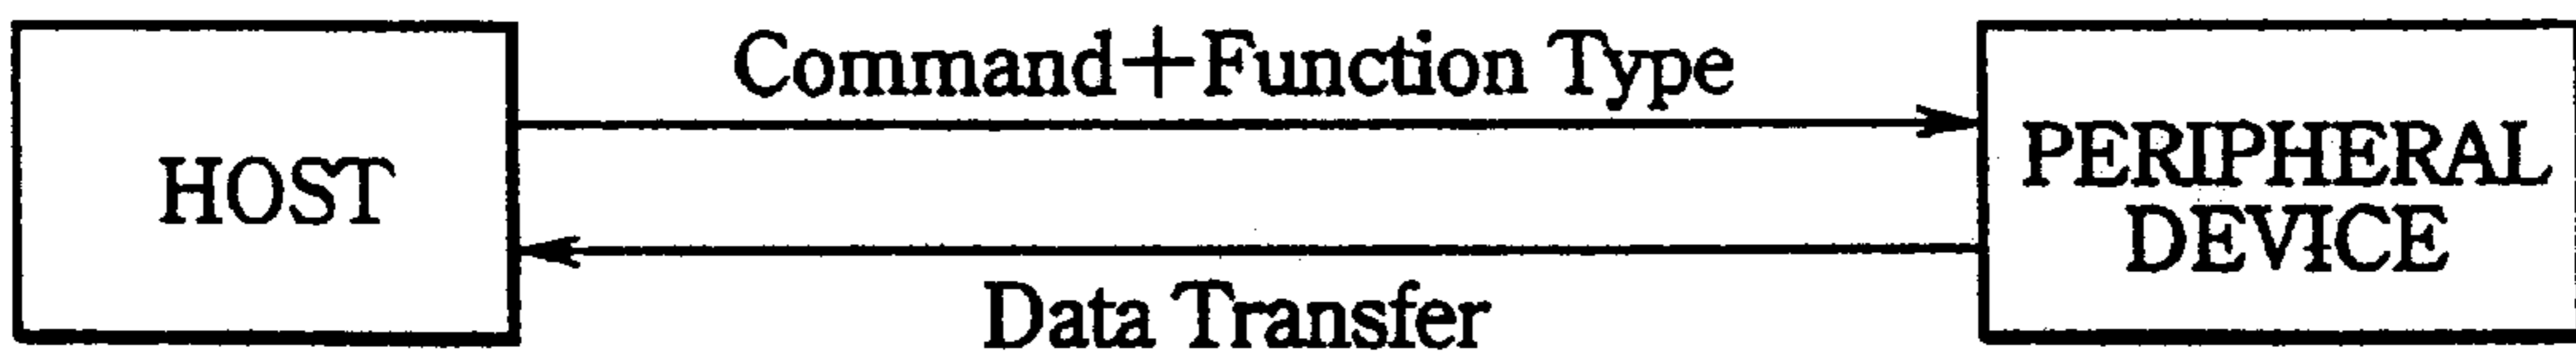 Command+Function Type
HOST
PERIPHERAL
DEVICE
Data Transfer